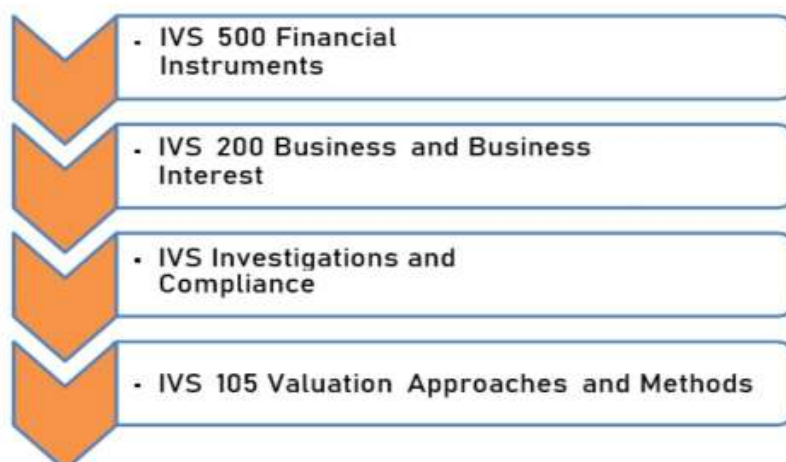 - IVS 500 Financial
Instruments
- IVS 200 Business and Business
Interest
- IVS Investigations and
Compliance
- IVS 105 Valuation Approaches and Methods